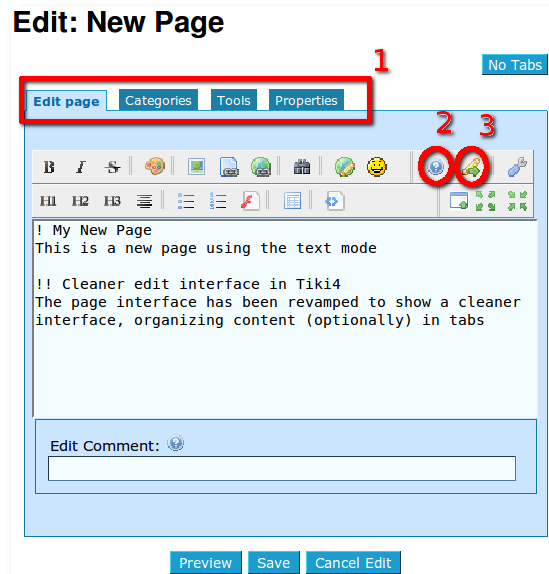 Edit: New Page
1
No Tabs
Edit page Categories Tools Properties
2 3
B I S
H1 H2 H3
! My New Page
This is a new page using the text mode
!! Cleaner edit interface in Tiki4
The page interface has been revamped to show a cleaner
interface, organizing content (optionally) in tabs
Edit Comment:
Preview Save Cancel Edit